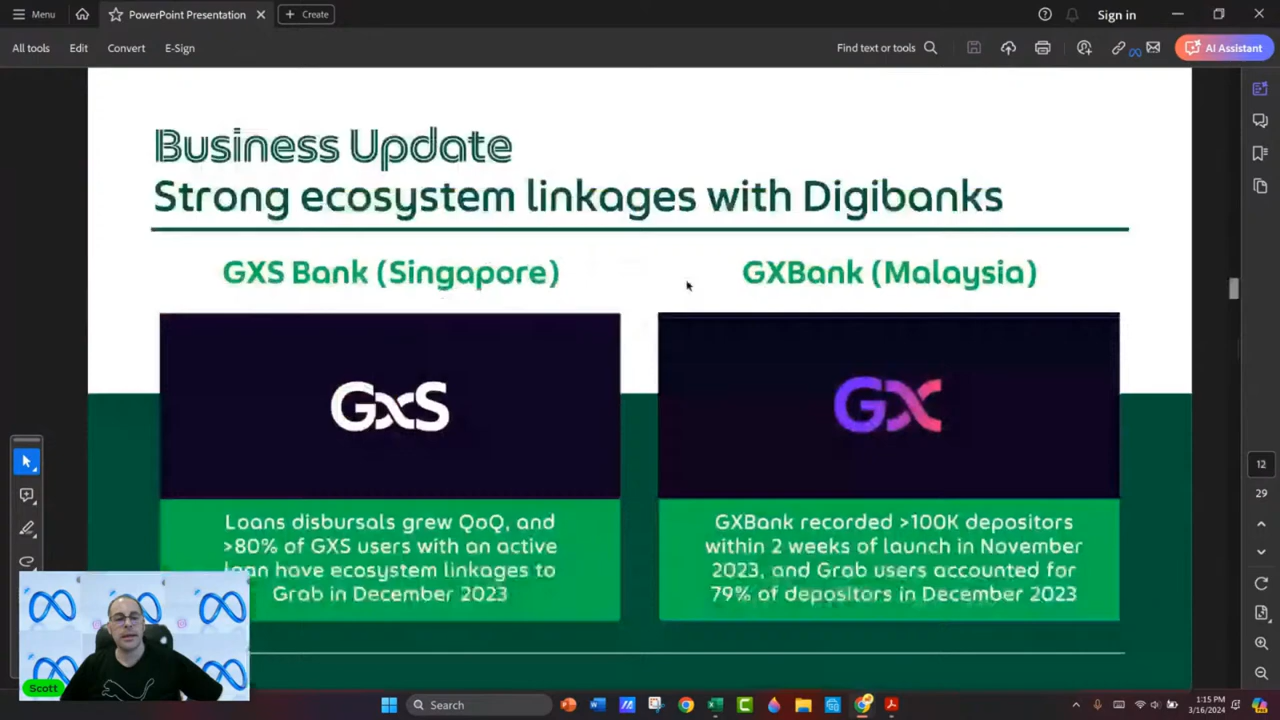 Menu
PowerPoint Presentation
Create
Sign in
All tools
Edit
Convert
E-Sign
Find text or tools
AI Assistant
Business Update
Strong ecosystem linkages with Digibanks
GXS Bank (Singapore)
GXBank (Malaysia)
GXS
GX
Loans disbursals grew QoQ, and
>80% of GXS users with an active
loan have ecosystem linkages to
Grab in December 2023
GXBank recorded >100K depositors
within 2 weeks of launch in November
2023, and Grab users accounted for
79% of depositors in December 2023
12
29
Scott
Search
1:15 PM
3/16/2024